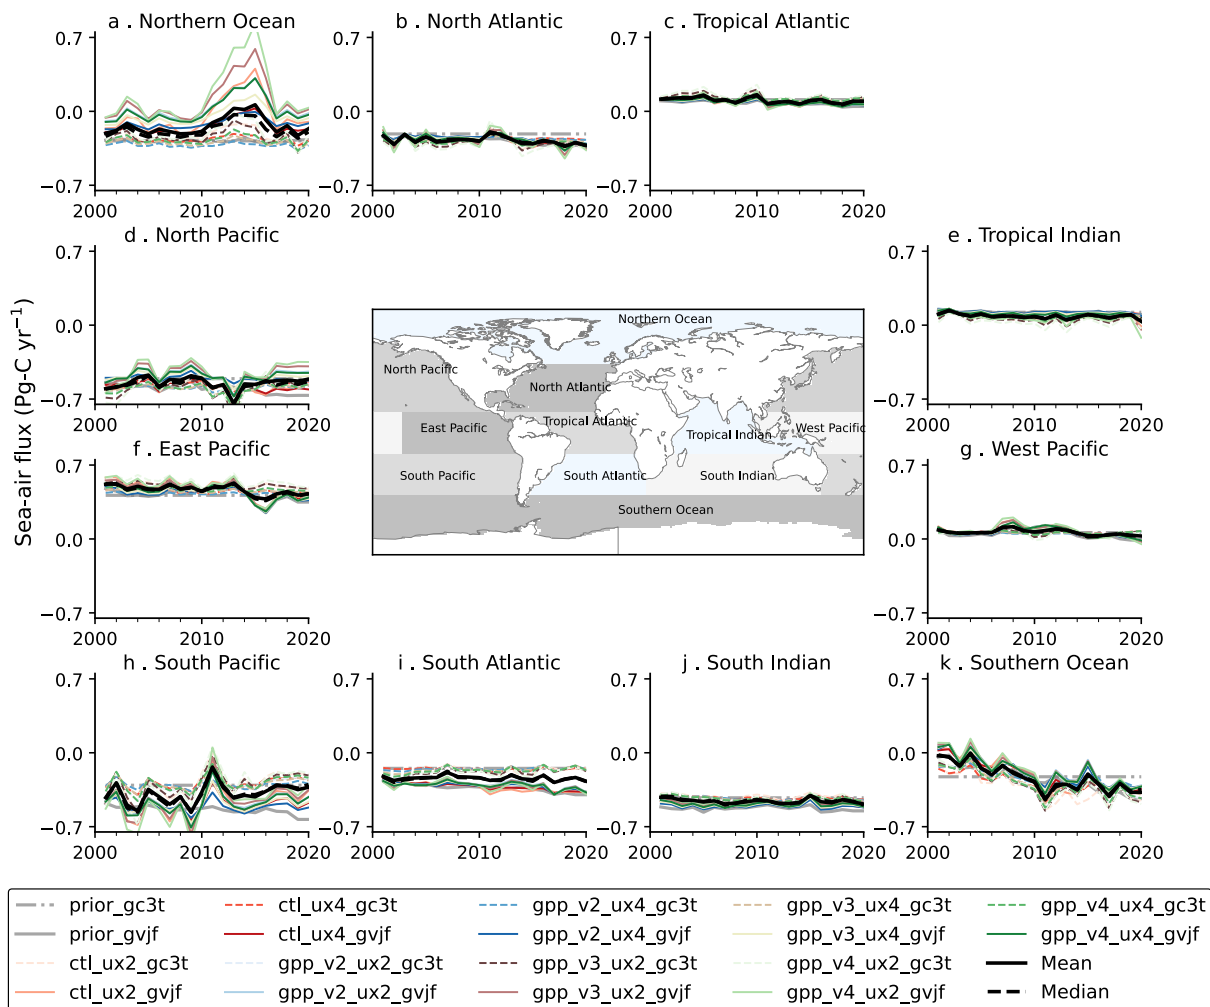 a . Northern Ocean
b . North Atlantic
c . Tropical Atlantic
0.7
0.0
−0.7
2000 2010 2020
0.7
0.0
−0.7
2000 2010 2020
0.7
0.0
−0.7
2000 2010 2020
d . North Pacific
e . Tropical Indian
0.7
0.0
−0.7
0.7
0.0
−0.7
2000 2010 2020
Sea-air flux (Pg-C yr⁻¹)
Northern Ocean
North Pacific
North Atlantic
East Pacific
Tropical Atlantic
Tropical Indian
West Pacific
South Pacific
South Atlantic
South Indian
Southern Ocean
f . East Pacific
g . West Pacific
0.7
0.0
−0.7
2000 2010 2020
0.7
0.0
−0.7
2000 2010 2020
h . South Pacific
i . South Atlantic
j . South Indian
k . Southern Ocean
0.7
0.0
−0.7
2000 2010 2020
0.7
0.0
−0.7
2000 2010 2020
0.7
0.0
−0.7
2000 2010 2020
0.7
0.0
−0.7
2000 2010 2020
prior_gc3t
prior_gvjf
ctl_ux2_gc3t
ctl_ux2_gvjf
ctl_ux4_gc3t
ctl_ux4_gvjf
gpp_v2_ux2_gc3t
gpp_v2_ux2_gvjf
gpp_v2_ux4_gc3t
gpp_v2_ux4_gvjf
gpp_v3_ux2_gc3t
gpp_v3_ux2_gvjf
gpp_v3_ux4_gc3t
gpp_v3_ux4_gvjf
gpp_v4_ux2_gc3t
gpp_v4_ux2_gvjf
gpp_v4_ux4_gc3t
gpp_v4_ux4_gvjf
Mean
Median